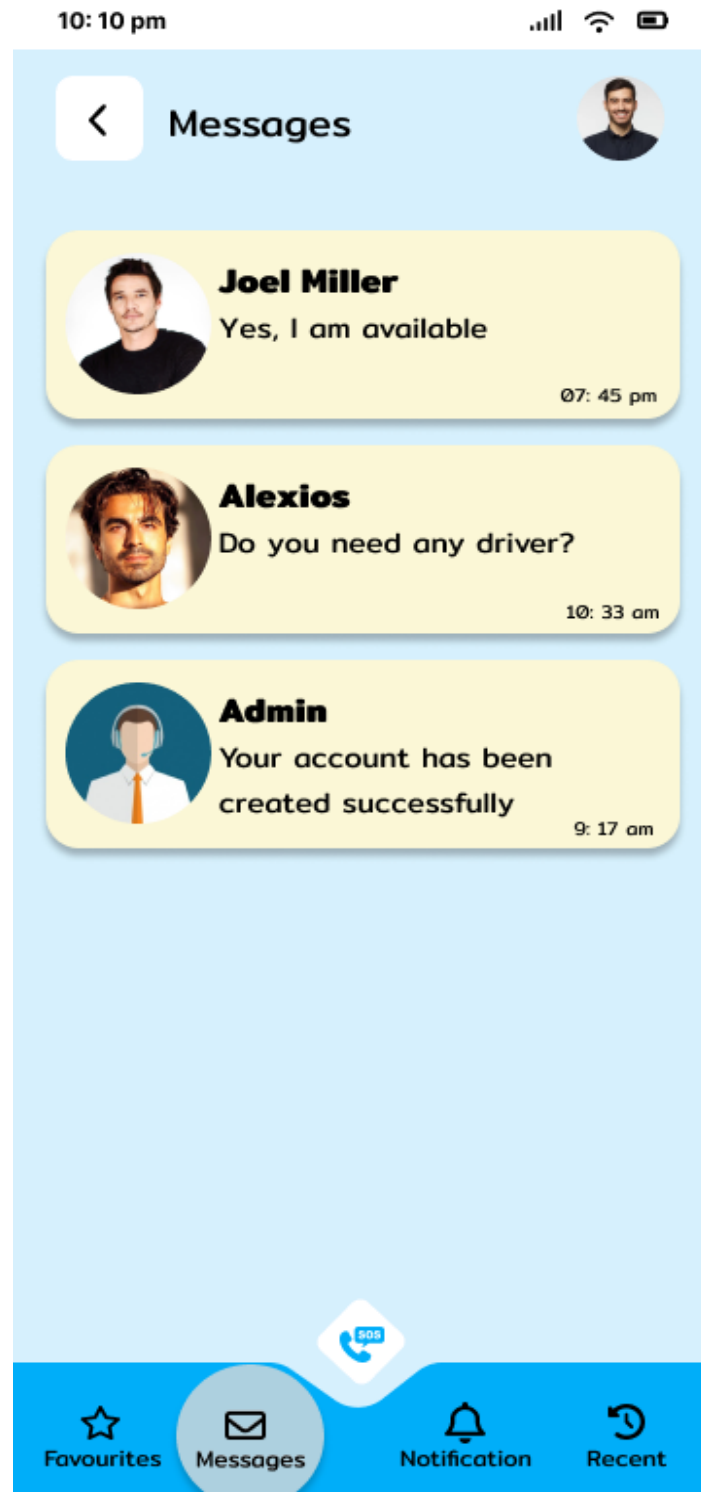 10: 10 pm
Messages
Joel Miller
Yes, I am available
07: 45 pm
Alexios
Do you need any driver?
10: 33 am
Admin
Your account has been
created successfully
9: 17 am
SOS
Favourites
Messages
Notification
Recent